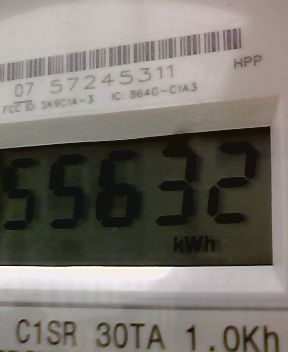 HPP
07 57245311
FCC ID: SK9C1A-3 IC: 864G-C1A3
55632
kWh
C1SR 30TA 1.0Kh